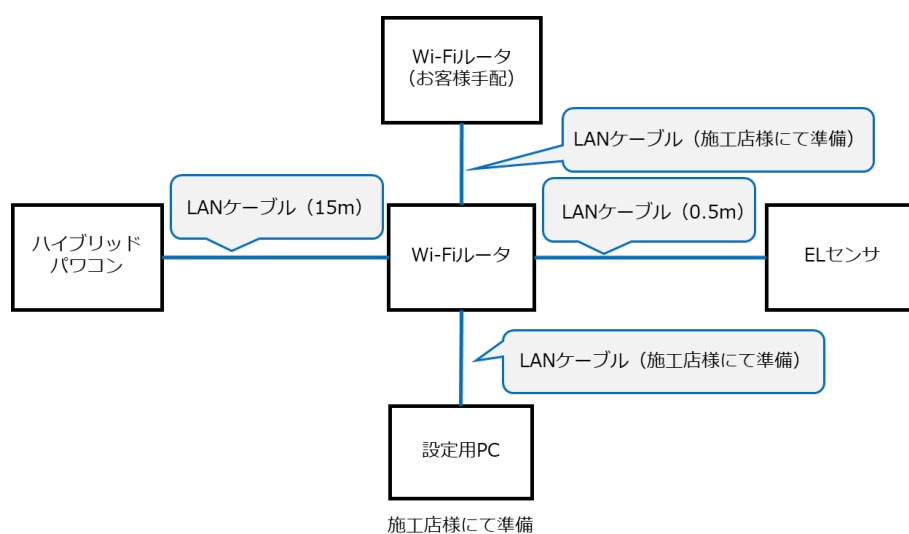 Wi-Fiルータ
（お客様手配）
LANケーブル（施工店様にて準備）
LANケーブル（15m）
LANケーブル（0.5m）
ハイブリッド
パワコン
Wi-Fiルータ
ELセンサ
LANケーブル（施工店様にて準備）
設定用PC
施工店様にて準備